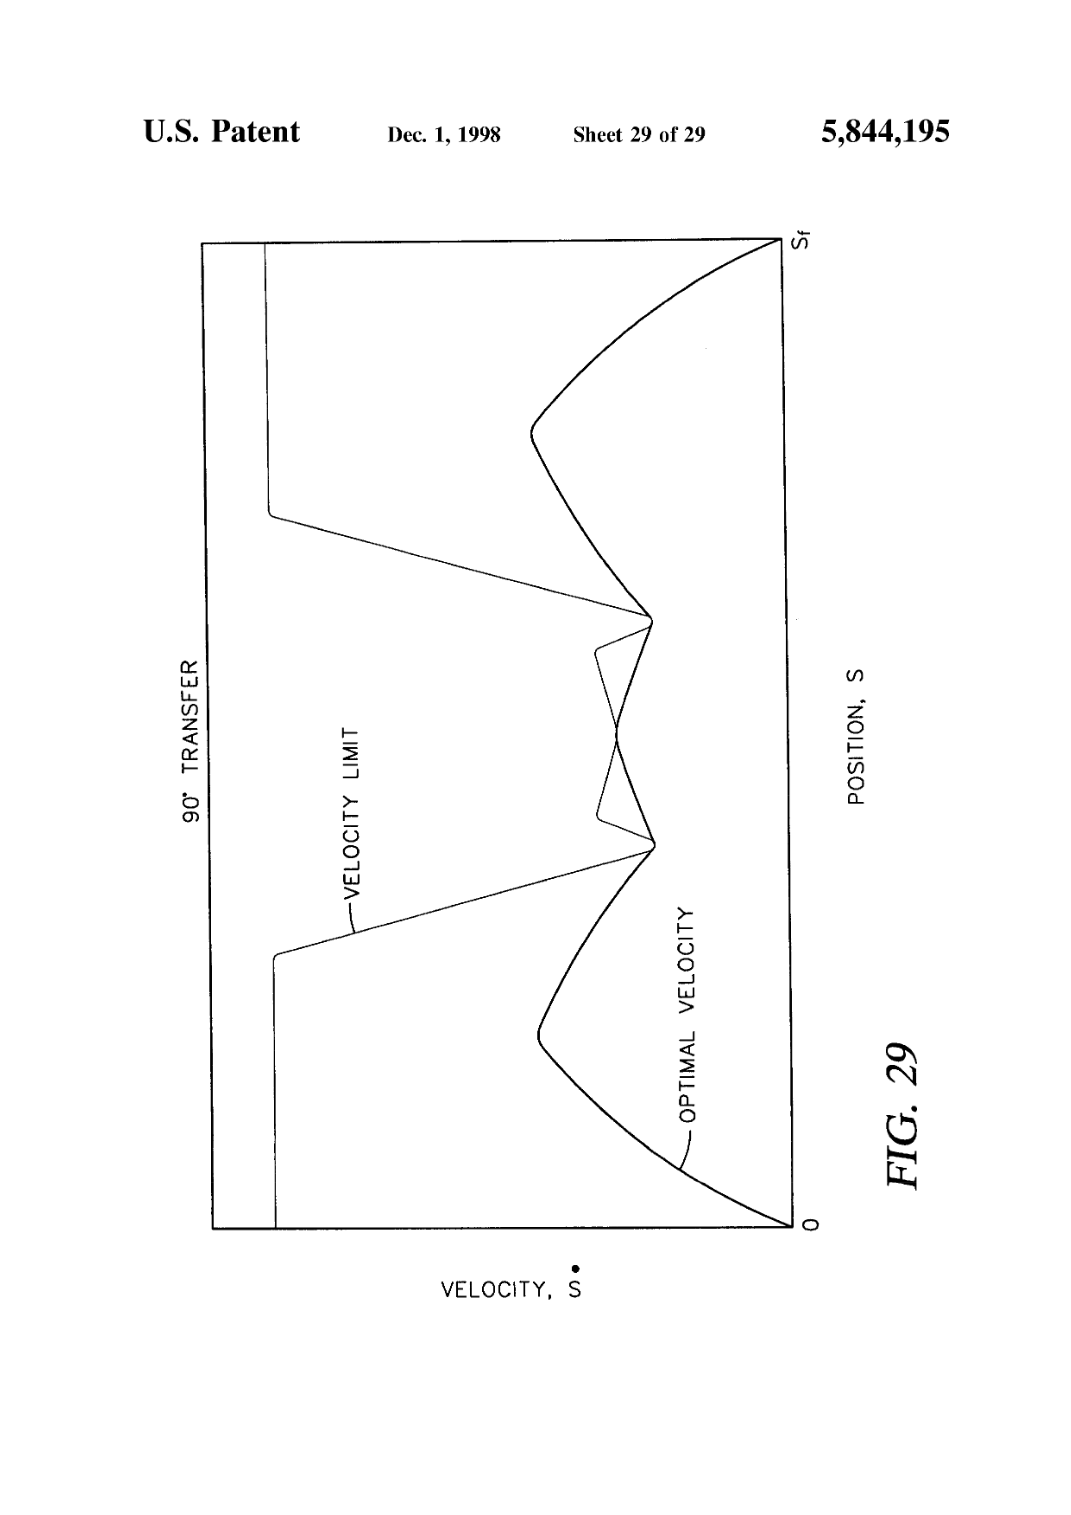 U.S. Patent Dec. 1, 1998 Sheet 29 of 29 5,844,195
90° TRANSFER
VELOCITY LIMIT
OPTIMAL VELOCITY
VELOCITY, Ṡ
0
Sf
POSITION, S
FIG. 29